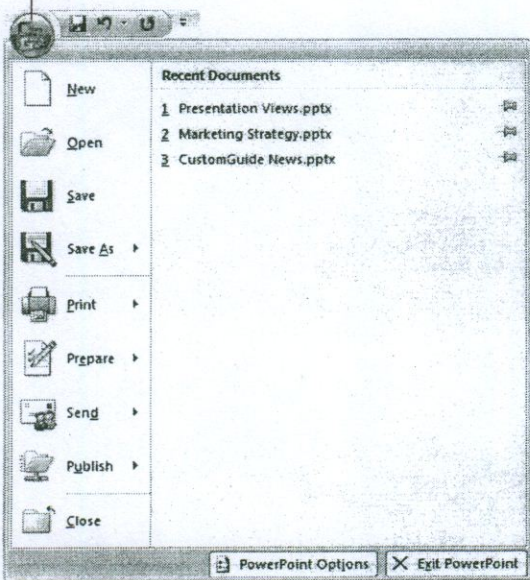 Recent Documents
New
1 Presentation Views.pptx
2 Marketing Strategy.pptx
3 CustomGuide News.pptx
Open
Save
Save As
Print
Prepare
Send
Publish
Close
PowerPoint Options
Exit PowerPoint